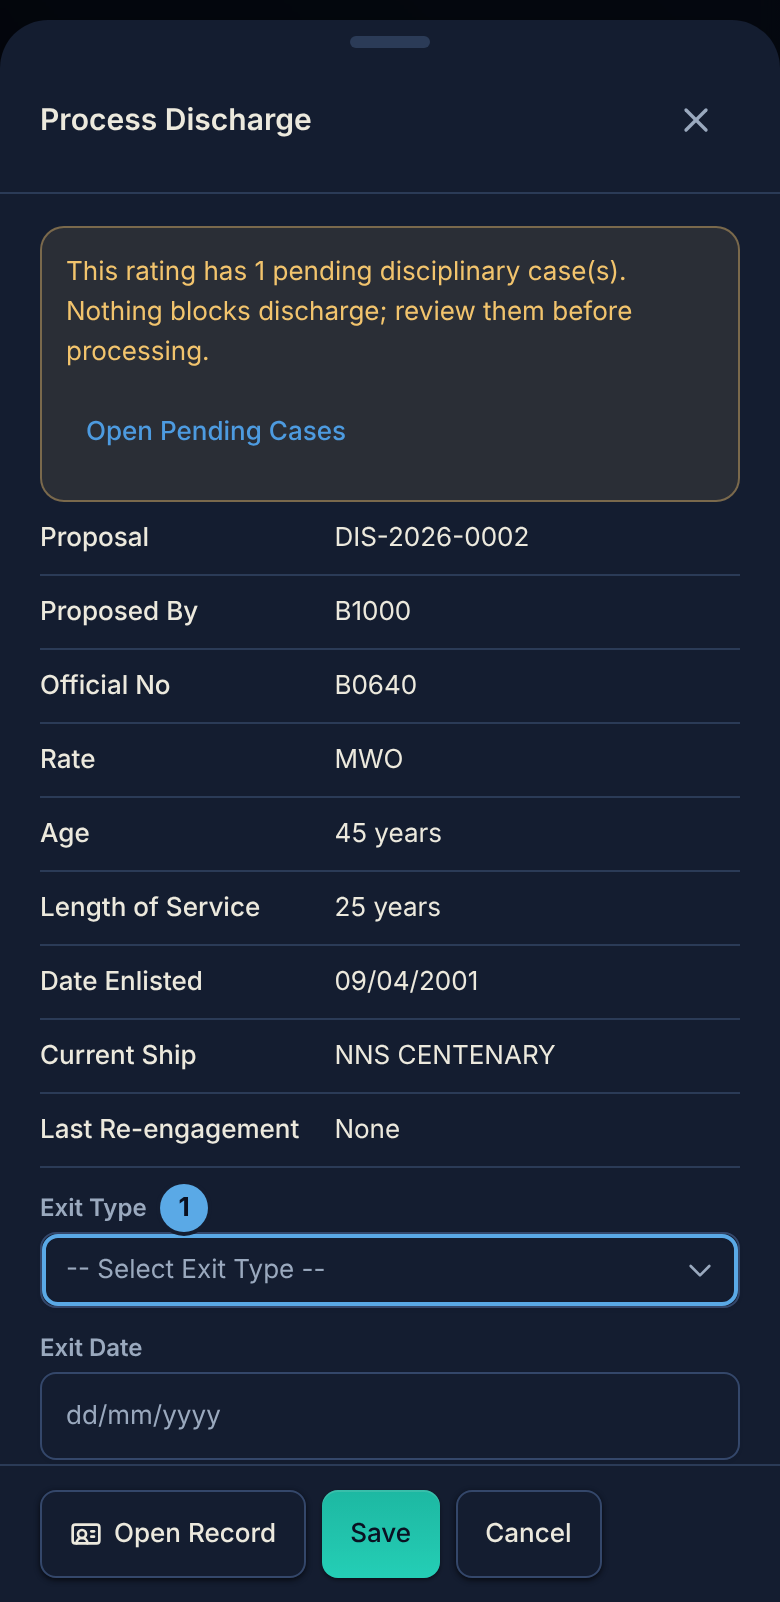 Process Discharge
This rating has 1 pending disciplinary case(s).
Nothing blocks discharge; review them before
processing.
Open Pending Cases
Proposal DIS-2026-0002
Proposed By B1000
Official No B0640
Rate MWO
Age 45 years
Length of Service 25 years
Date Enlisted 09/04/2001
Current Ship NNS CENTENARY
Last Re-engagement None
Exit Type 1
-- Select Exit Type --
Exit Date
dd/mm/yyyy
Open Record Save Cancel